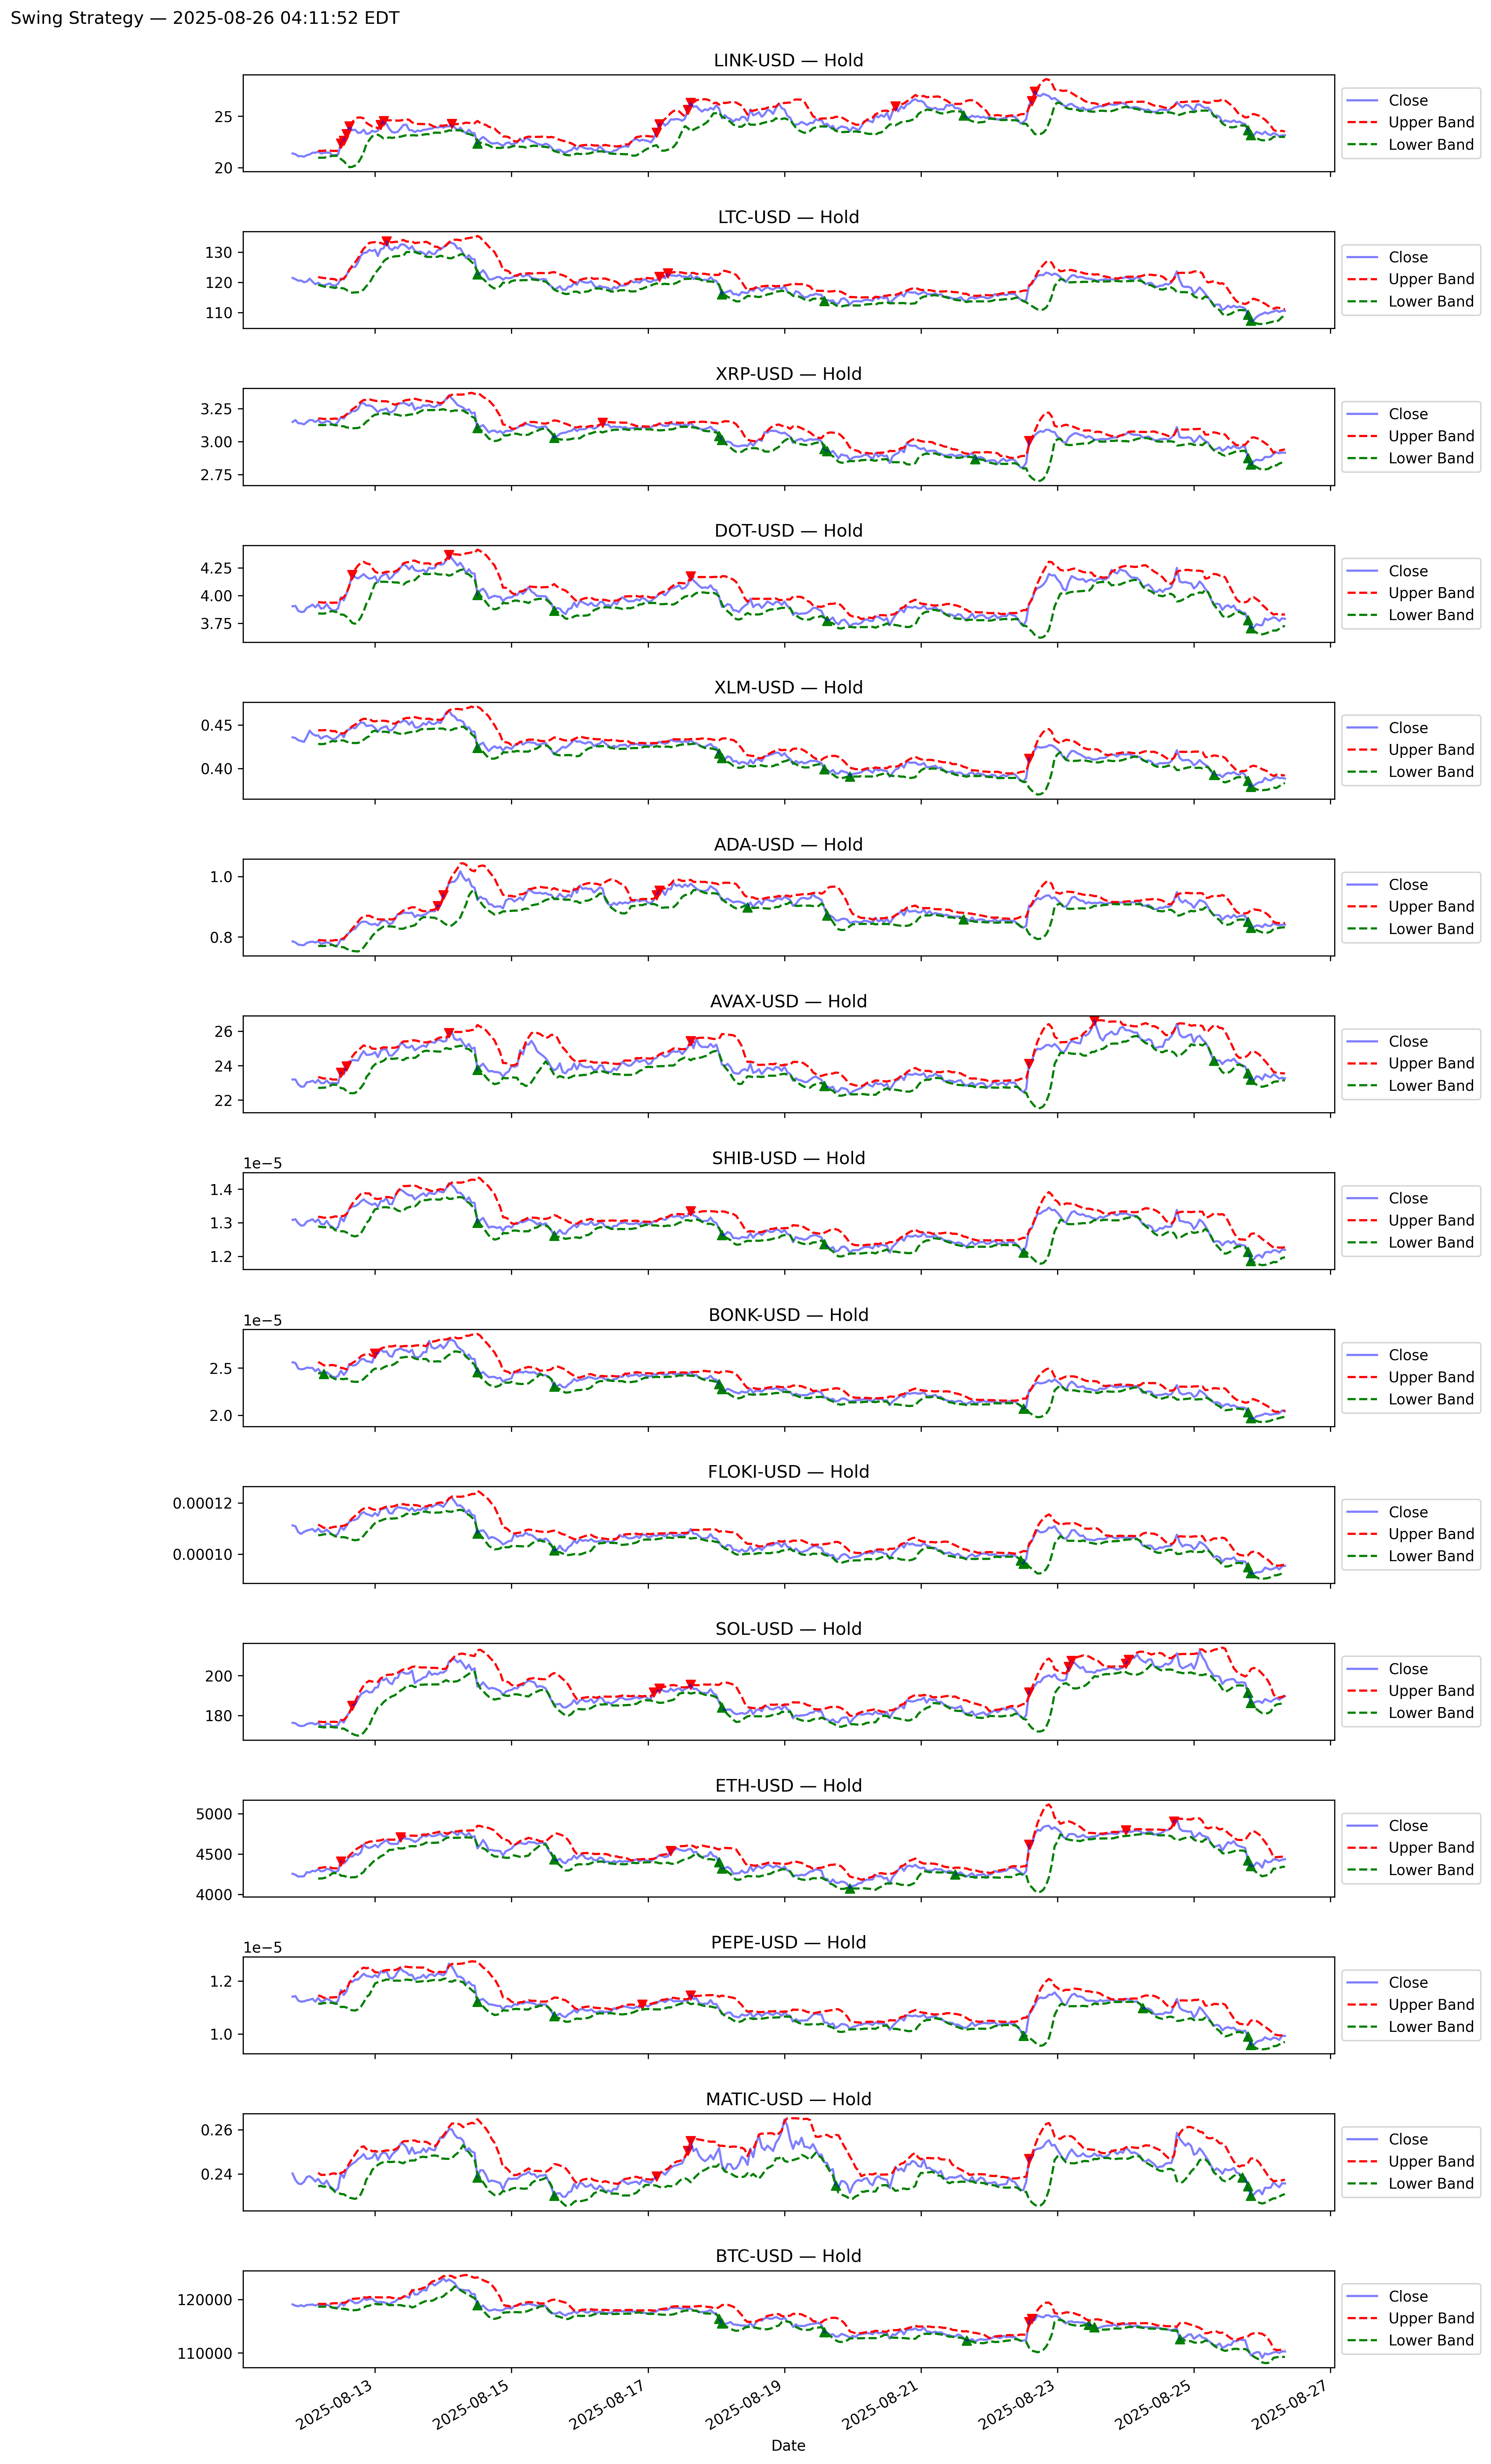 Swing Strategy — 2025-08-26 04:11:52 EDT
LINK-USD — Hold
25
20
Close
Upper Band
Lower Band
LTC-USD — Hold
130
120
110
Close
Upper Band
Lower Band
XRP-USD — Hold
3.25
3.00
2.75
Close
Upper Band
Lower Band
DOT-USD — Hold
4.25
4.00
3.75
Close
Upper Band
Lower Band
XLM-USD — Hold
0.45
0.40
Close
Upper Band
Lower Band
ADA-USD — Hold
1.0
0.8
Close
Upper Band
Lower Band
AVAX-USD — Hold
26
24
22
Close
Upper Band
Lower Band
SHIB-USD — Hold
1e−5
1.4
1.3
1.2
Close
Upper Band
Lower Band
BONK-USD — Hold
1e−5
2.5
2.0
Close
Upper Band
Lower Band
FLOKI-USD — Hold
0.00012
0.00010
Close
Upper Band
Lower Band
SOL-USD — Hold
200
180
Close
Upper Band
Lower Band
ETH-USD — Hold
5000
4500
4000
Close
Upper Band
Lower Band
PEPE-USD — Hold
1e−5
1.2
1.0
Close
Upper Band
Lower Band
MATIC-USD — Hold
0.26
0.24
Close
Upper Band
Lower Band
BTC-USD — Hold
120000
110000
Close
Upper Band
Lower Band
2025-08-13
2025-08-15
2025-08-17
2025-08-19
2025-08-21
2025-08-23
2025-08-25
2025-08-27
Date